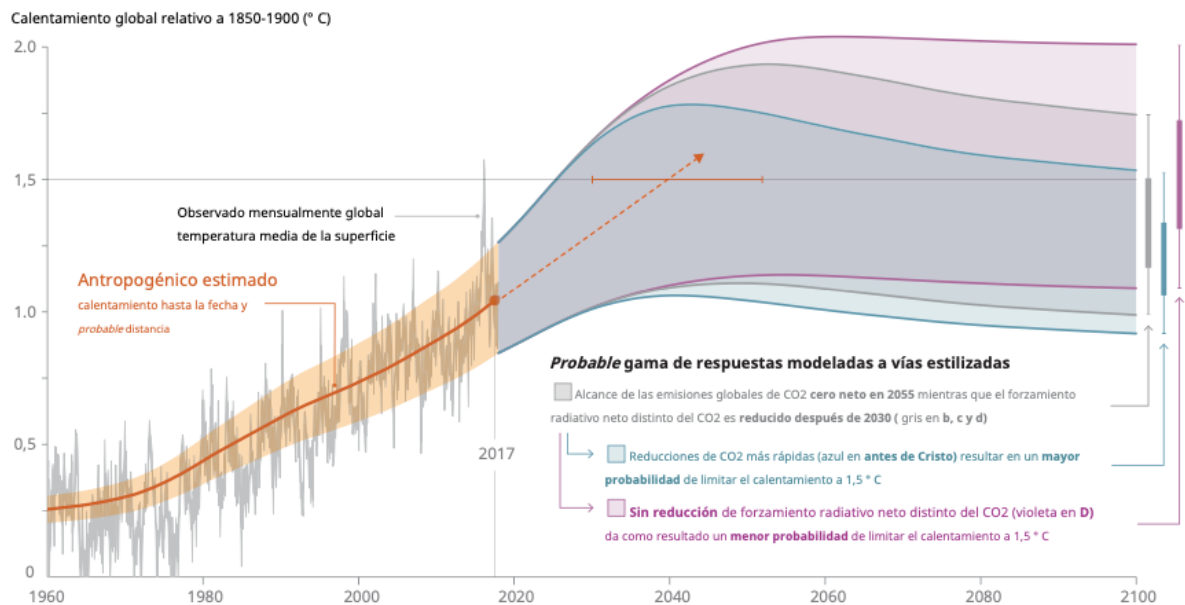 Calentamiento global relativo a 1850-1900 (° C)
2.0
1,5
Observado mensualmente global
temperatura media de la superficie
Antropogénico estimado
calentamiento hasta la fecha y
probable distancia
1.0
Probable gama de respuestas modeladas a vías estilizadas
Alcance de las emisiones globales de CO2 cero neto en 2055 mientras que el forzamiento
radiativo neto distinto del CO2 es reducido después de 2030 ( gris en b, c y d)
0,5
2017
Reducciones de CO2 más rápidas (azul en antes de Cristo) resultar en un mayor
probabilidad de limitar el calentamiento a 1,5 ° C
Sin reducción de forzamiento radiativo neto distinto del CO2 (violeta en D)
da como resultado un menor probabilidad de limitar el calentamiento a 1,5 ° C
0
1960 1980 2000 2020 2040 2060 2080 2100